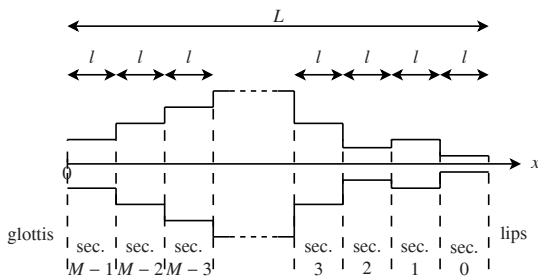 L
l l l l l l l
0 x
glottis lips
sec. sec. sec. sec. sec. sec. sec.
M – 1 M – 2 M – 3 3 2 1 0